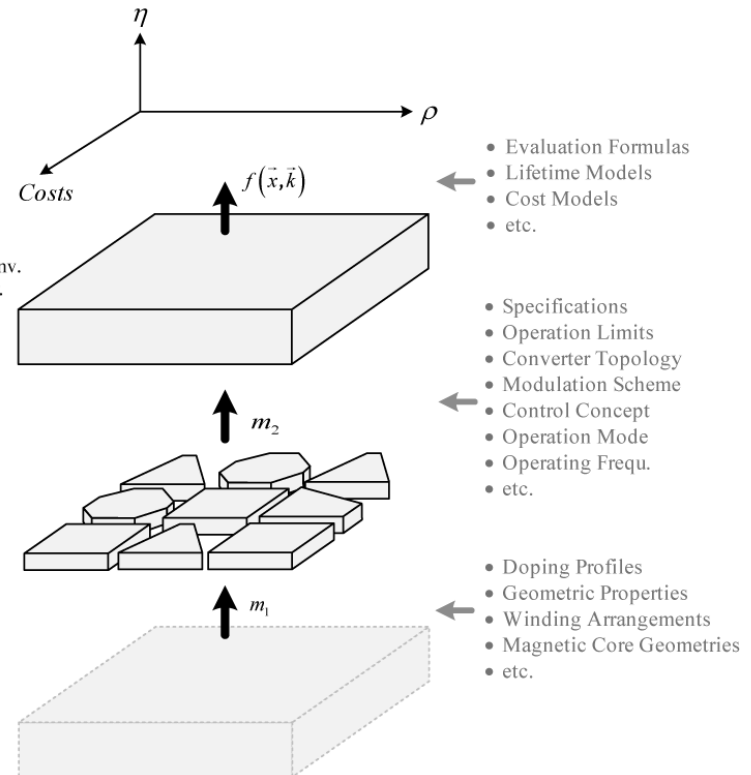 η
ρ
Costs
f(x⃗,k⃗)
• Evaluation Formulas
• Lifetime Models
• Cost Models
• etc.
nv.
.
• Specifications
• Operation Limits
• Converter Topology
• Modulation Scheme
• Control Concept
• Operation Mode
• Operating Frequ.
• etc.
m₂
• Doping Profiles
• Geometric Properties
• Winding Arrangements
• Magnetic Core Geometries
• etc.
m₁